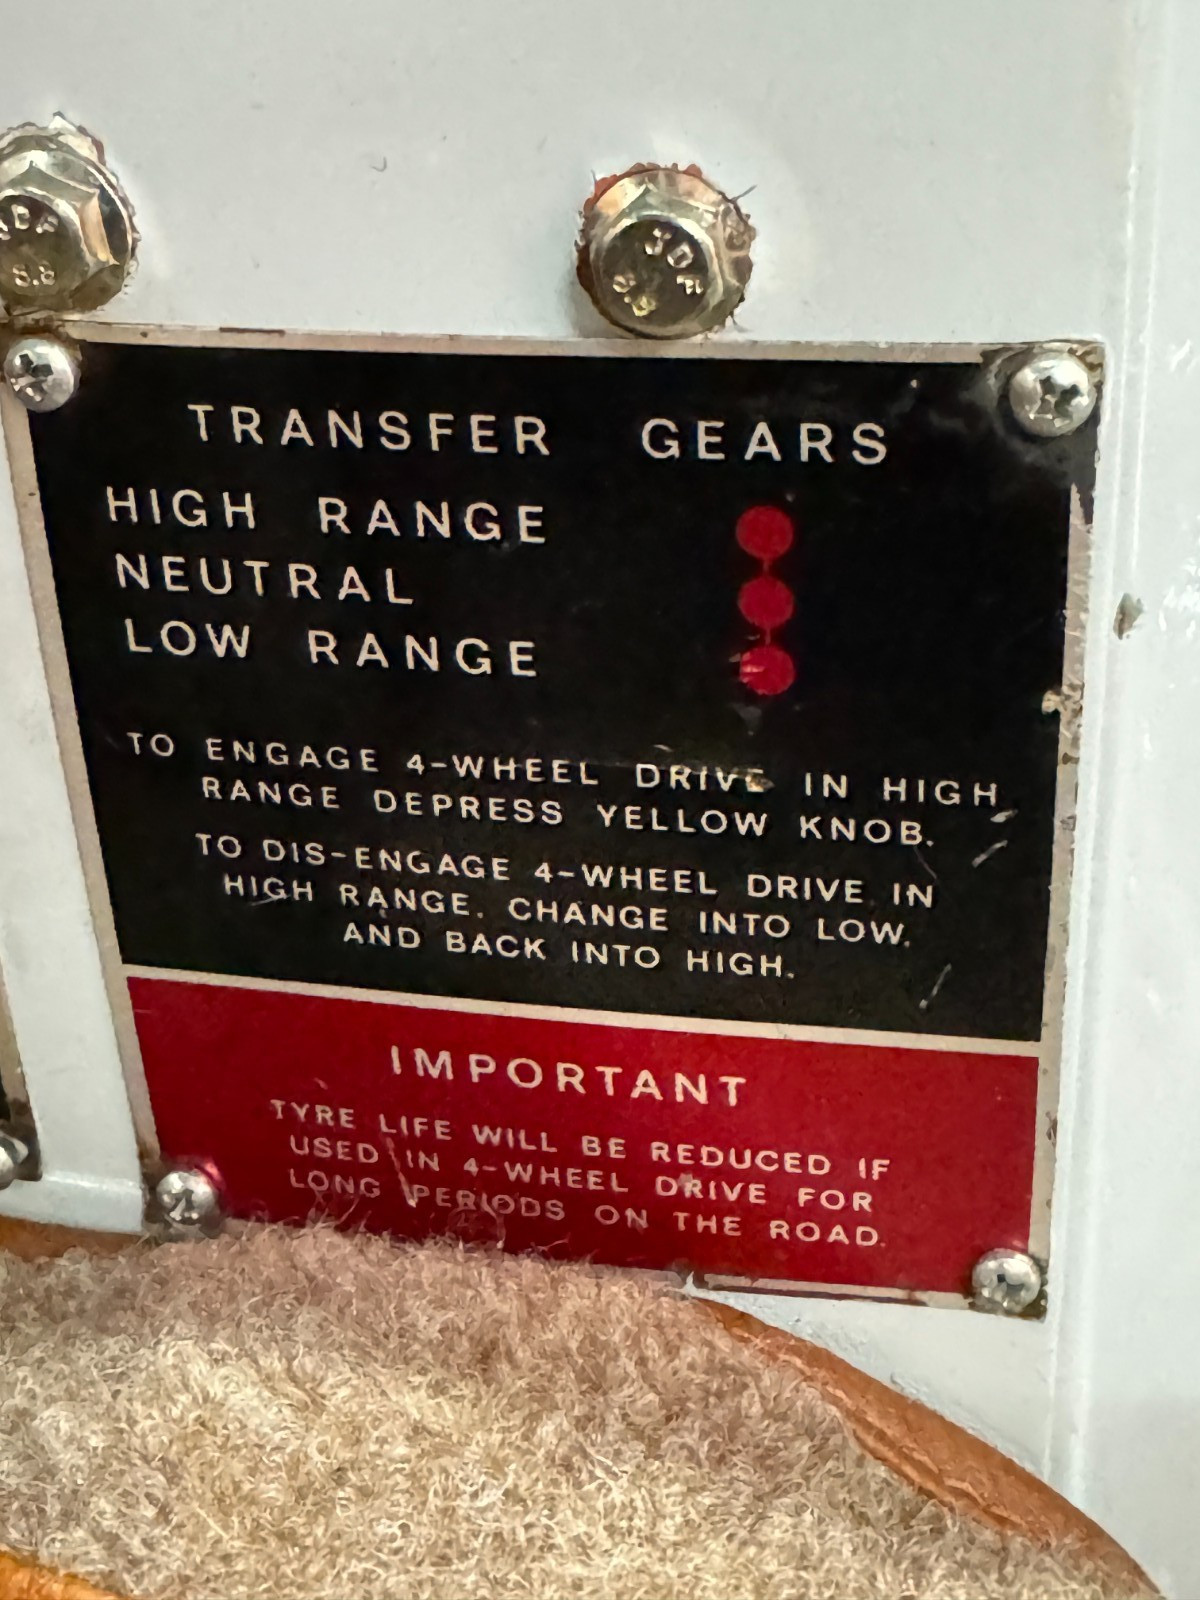 TRANSFER GEARS
HIGH RANGE
NEUTRAL
LOW RANGE
TO ENGAGE 4-WHEEL DRIVE IN HIGH
RANGE DEPRESS YELLOW KNOB.
TO DIS-ENGAGE 4-WHEEL DRIVE IN
HIGH RANGE. CHANGE INTO LOW.
AND BACK INTO HIGH.
IMPORTANT
TYRE LIFE WILL BE REDUCED IF
USED IN 4-WHEEL DRIVE FOR
LONG PERIODS ON THE ROAD.